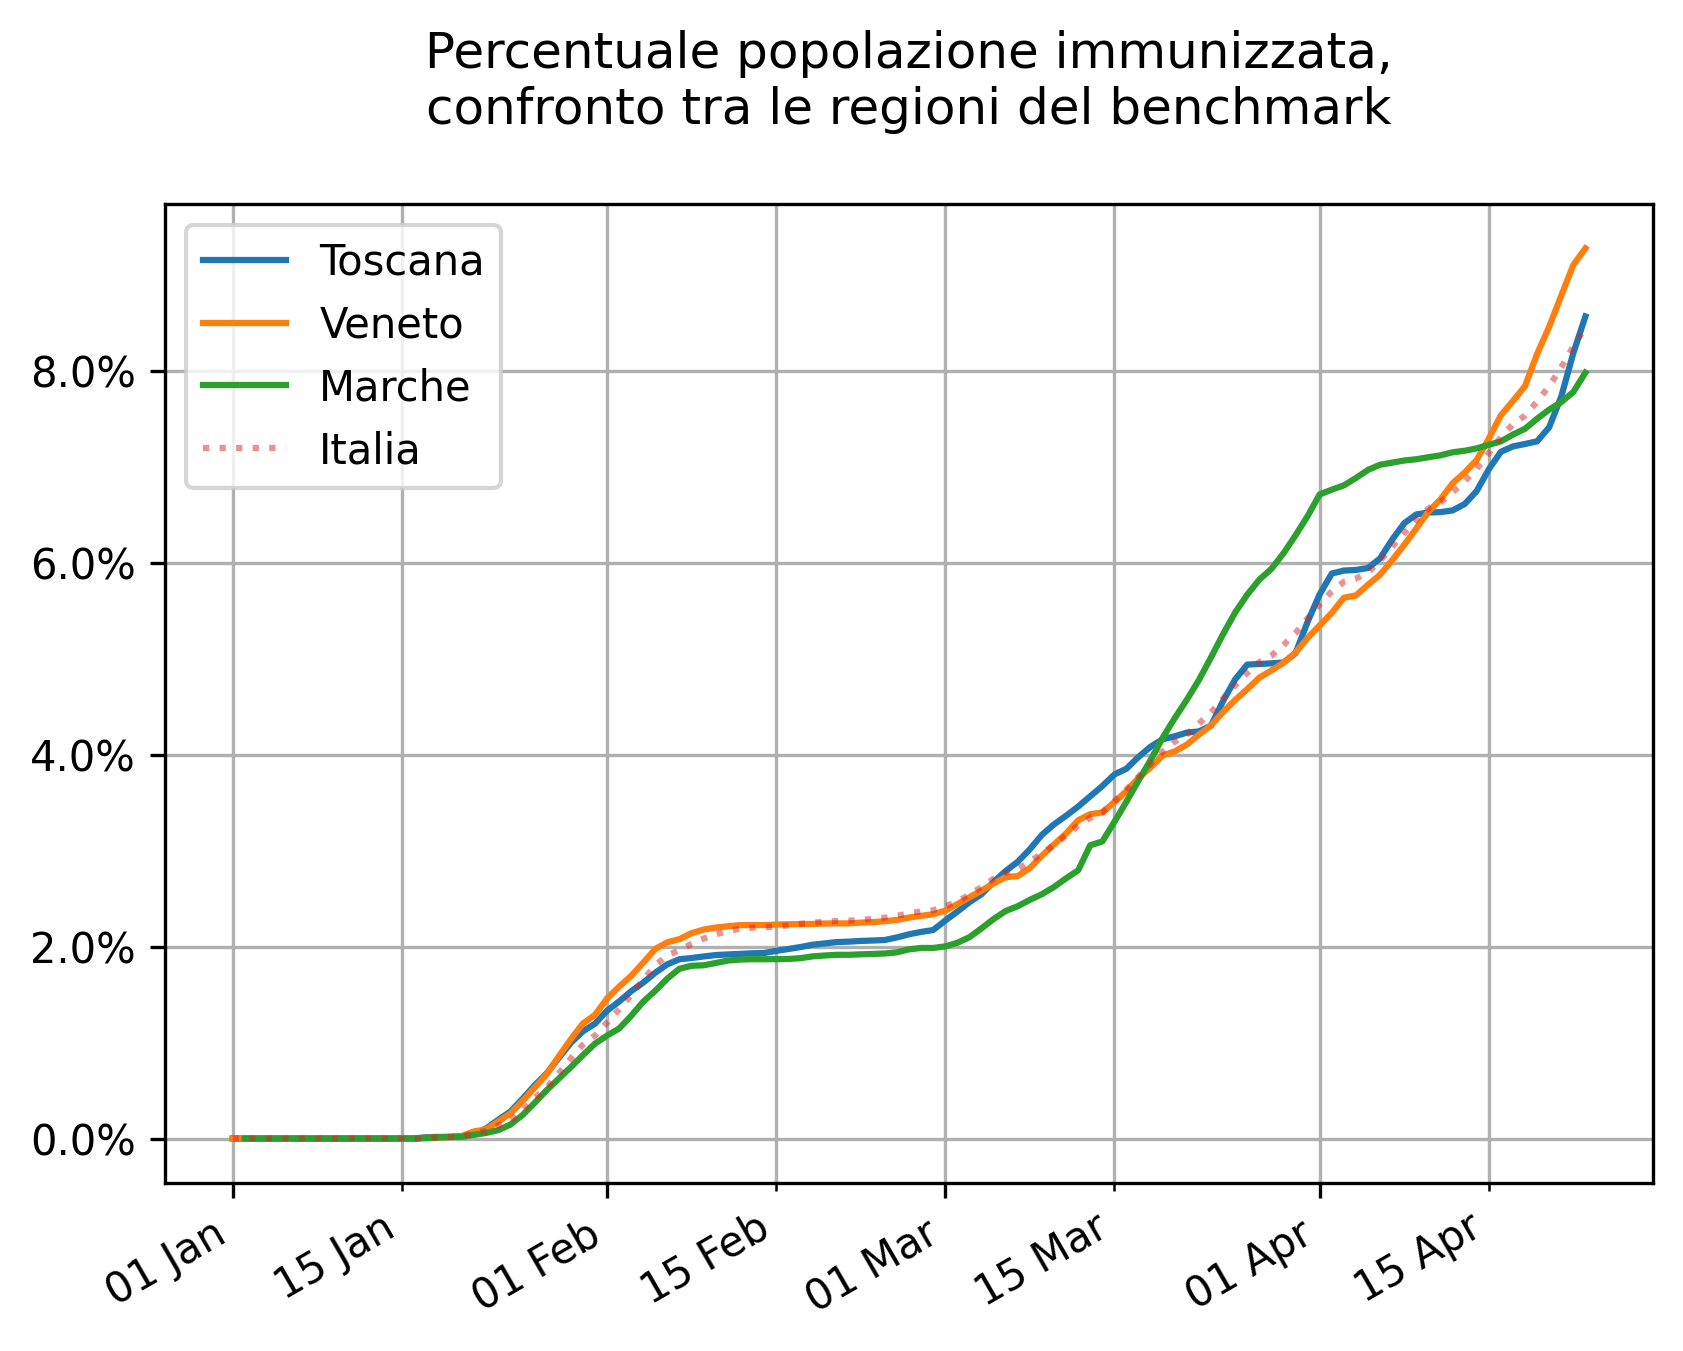 Percentuale popolazione immunizzata,
confronto tra le regioni del benchmark
Toscana
Veneto
Marche
Italia
8.0%
6.0%
4.0%
2.0%
0.0%
01 Jan
15 Jan
01 Feb
15 Feb
01 Mar
15 Mar
01 Apr
15 Apr